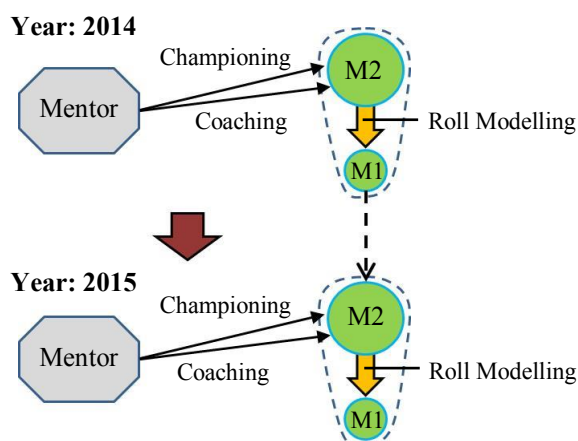 Year: 2014
Championing
M2
Mentor
Coaching
Roll Modelling
M1
Year: 2015
Championing
M2
Mentor
Coaching
Roll Modelling
M1